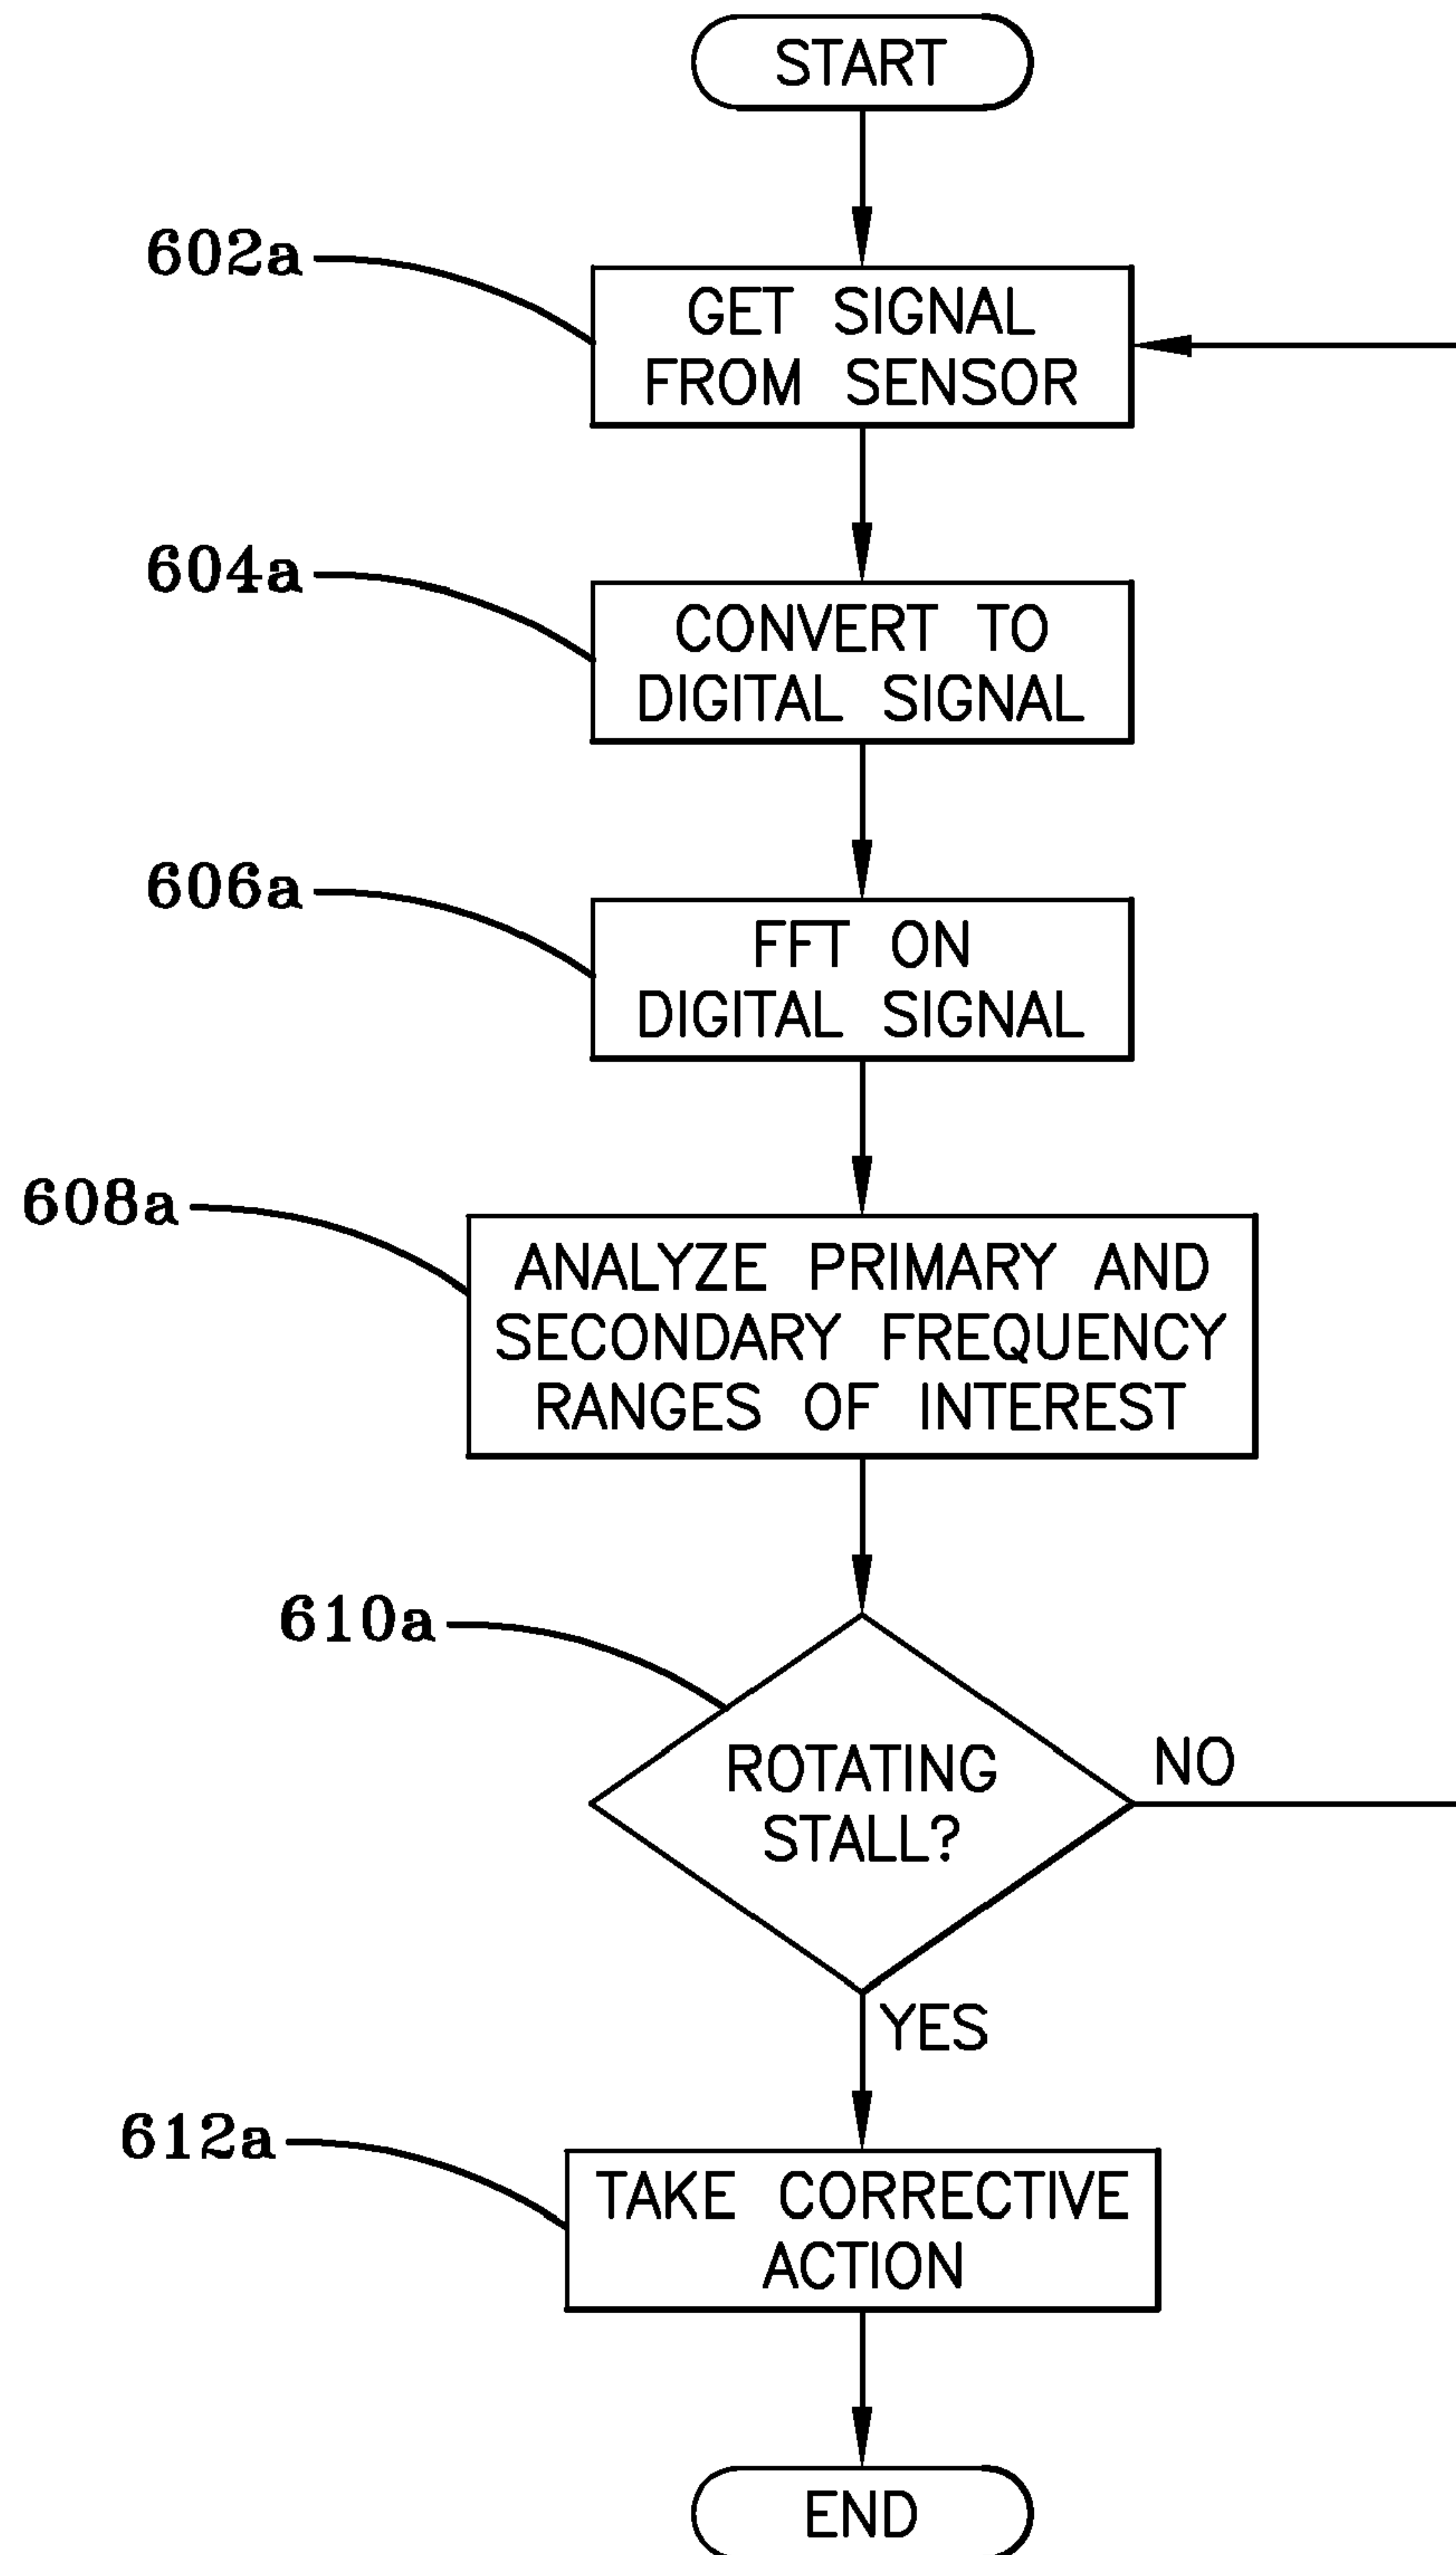 START
602a
GET SIGNAL
FROM SENSOR
604a
CONVERT TO
DIGITAL SIGNAL
606a
FFT ON
DIGITAL SIGNAL
608a
ANALYZE PRIMARY AND
SECONDARY FREQUENCY
RANGES OF INTEREST
610a
ROTATING
STALL?
NO
YES
612a
TAKE CORRECTIVE
ACTION
END